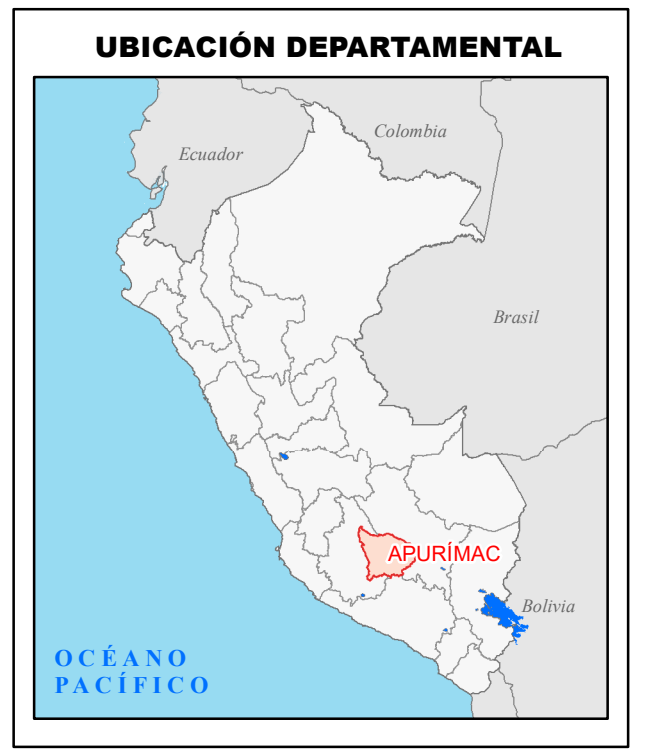 UBICACIÓN DEPARTAMENTAL
Colombia
Ecuador
Brasil
APURÍMAC
Bolivia
OCÉANO
PACÍFICO